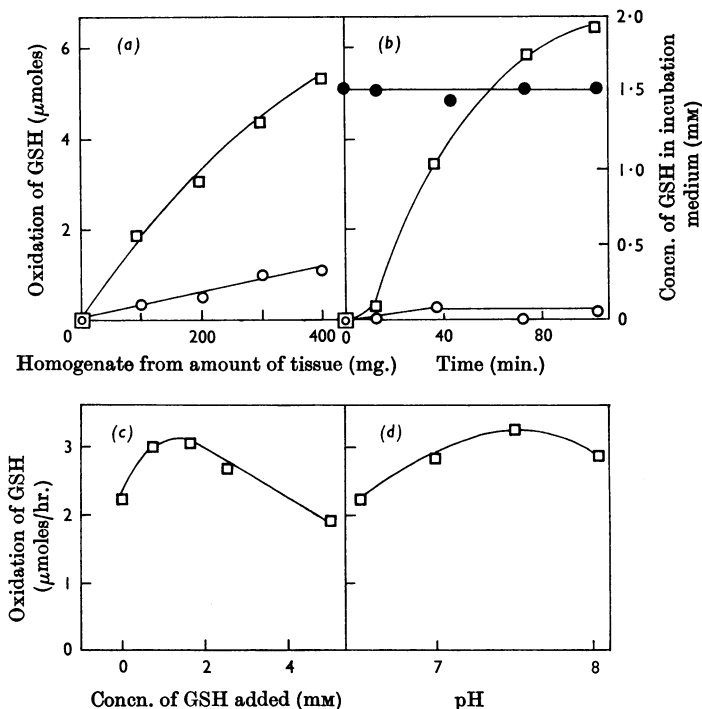 (a)
6
4
2
0
200
400
Oxidation of GSH (μmoles)
Homogenate from amount of tissue (mg.)
(b)
2·0
1·5
1·0
0·5
0
0
40
80
Concn. of GSH in incubation
medium (mM)
Time (min.)
(c)
3
2
1
0
0
2
4
Oxidation of GSH
(μmoles/hr.)
Concn. of GSH added (mM)
(d)
7
8
pH